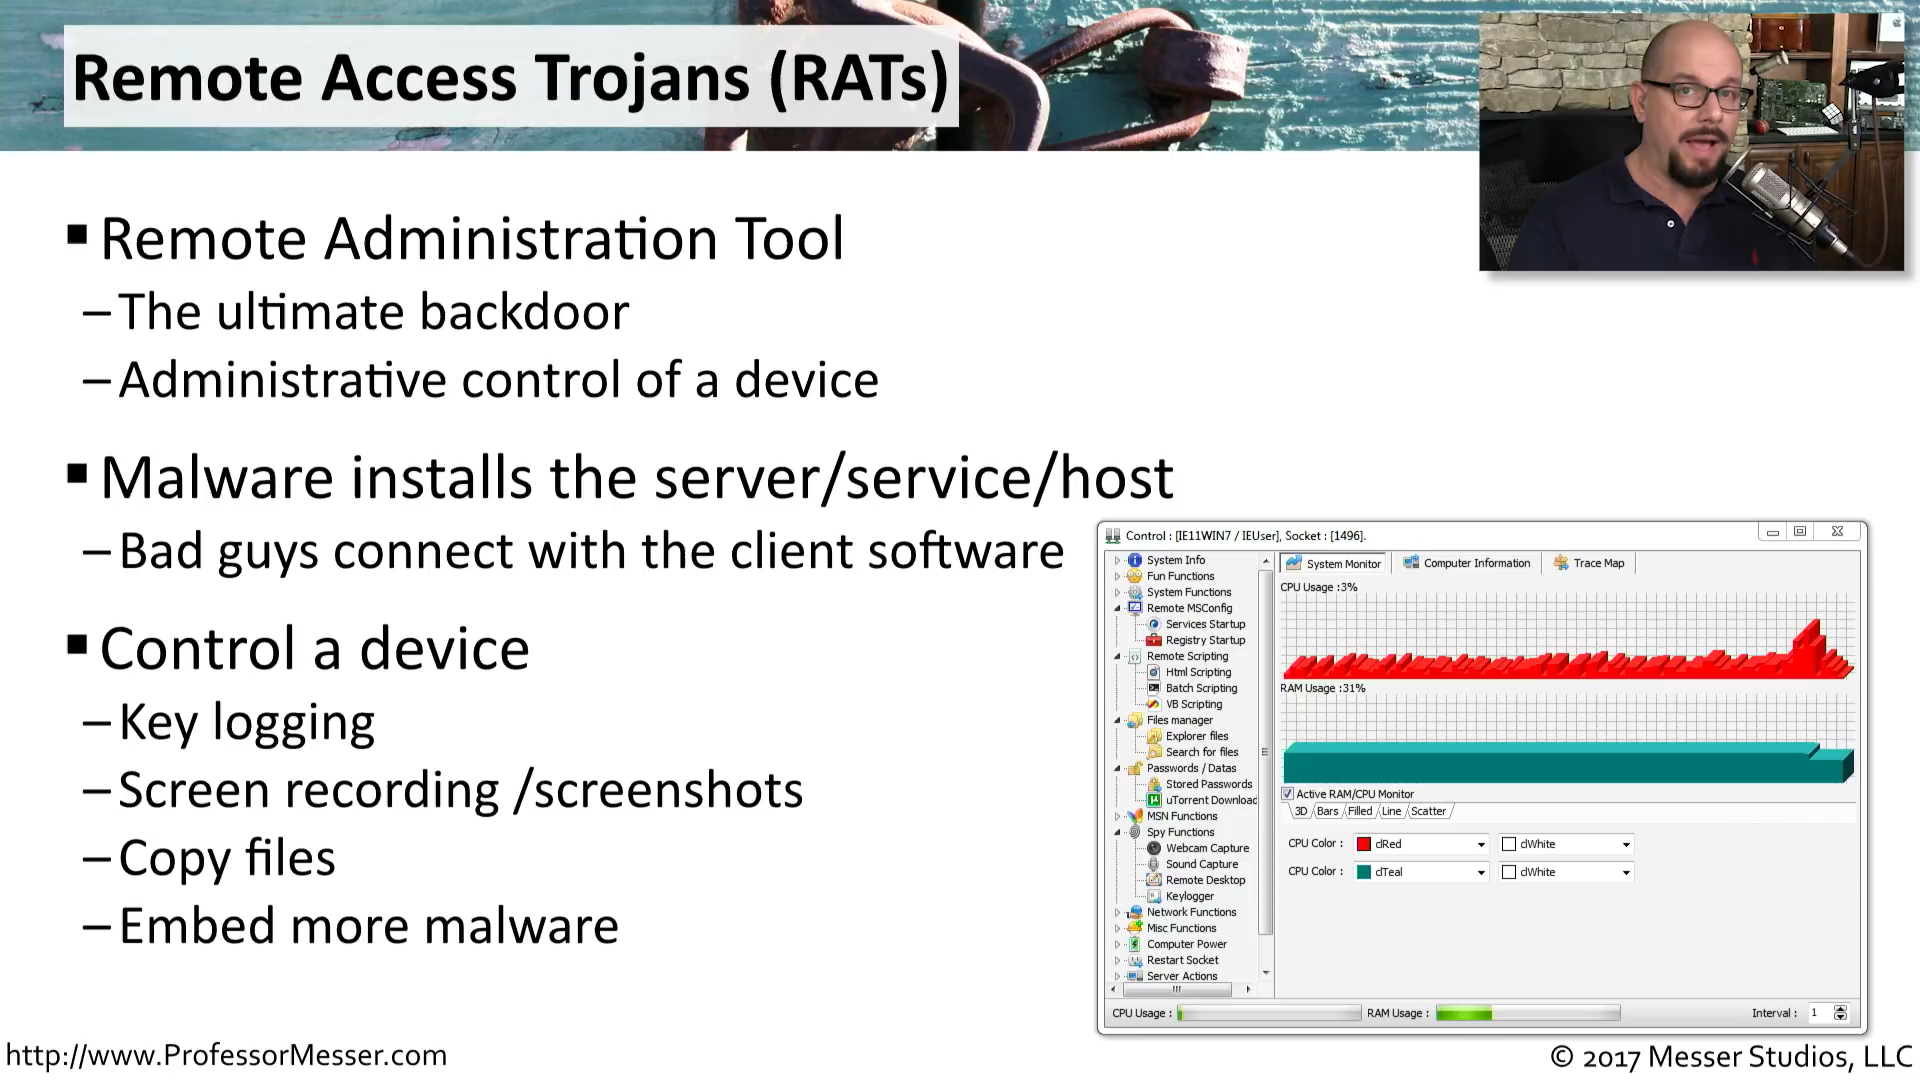 Remote Access Trojans (RATs)
▪ Remote Administration Tool
– The ultimate backdoor
– Administrative control of a device
▪ Malware installs the server/service/host
– Bad guys connect with the client software
▪ Control a device
– Key logging
– Screen recording /screenshots
– Copy files
– Embed more malware
Control : [IE11WIN7 / IEUser], Socket : [1496].
System Info
Fun Functions
System Functions
Remote MSConfig
Services Startup
Registry Startup
Remote Scripting
Html Scripting
Batch Scripting
VB Scripting
Files manager
Explorer files
Search for files
Passwords / Datas
Stored Passwords
uTorrent Downloac
MSN Functions
Spy Functions
Webcam Capture
Sound Capture
Remote Desktop
Keylogger
Network Functions
Misc Functions
Computer Power
Restart Socket
Server Actions
System Monitor Computer Information Trace Map
CPU Usage :3%
RAM Usage :31%
Active RAM/CPU Monitor
3D Bars Filled Line Scatter
CPU Color : clRed clWhite
CPU Color : clTeal clWhite
CPU Usage : RAM Usage : Interval : 1
http://www.ProfessorMesser.com
© 2017 Messer Studios, LLC